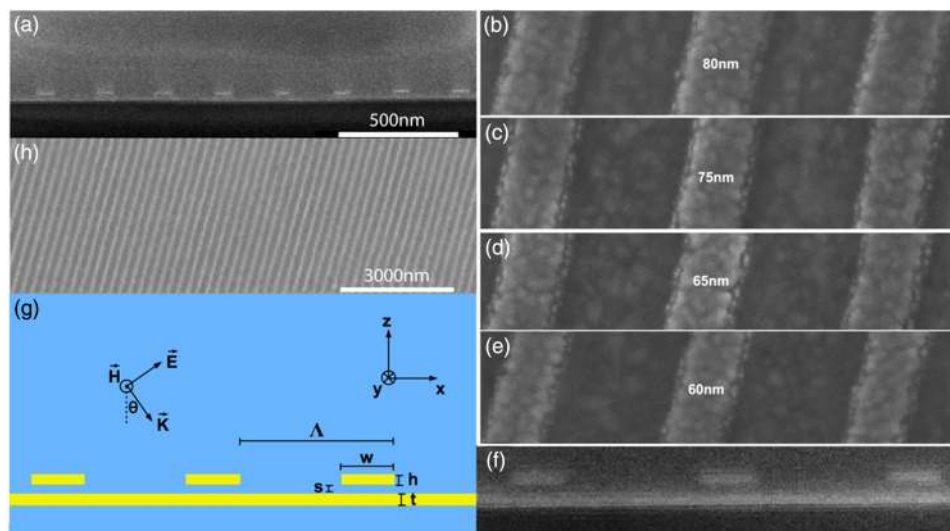 (a)
500nm
(h)
3000nm
(g)
H
E
θ
K
z
y
x
Λ
w
h
s
t
(b)
80nm
(c)
75nm
(d)
65nm
(e)
60nm
(f)